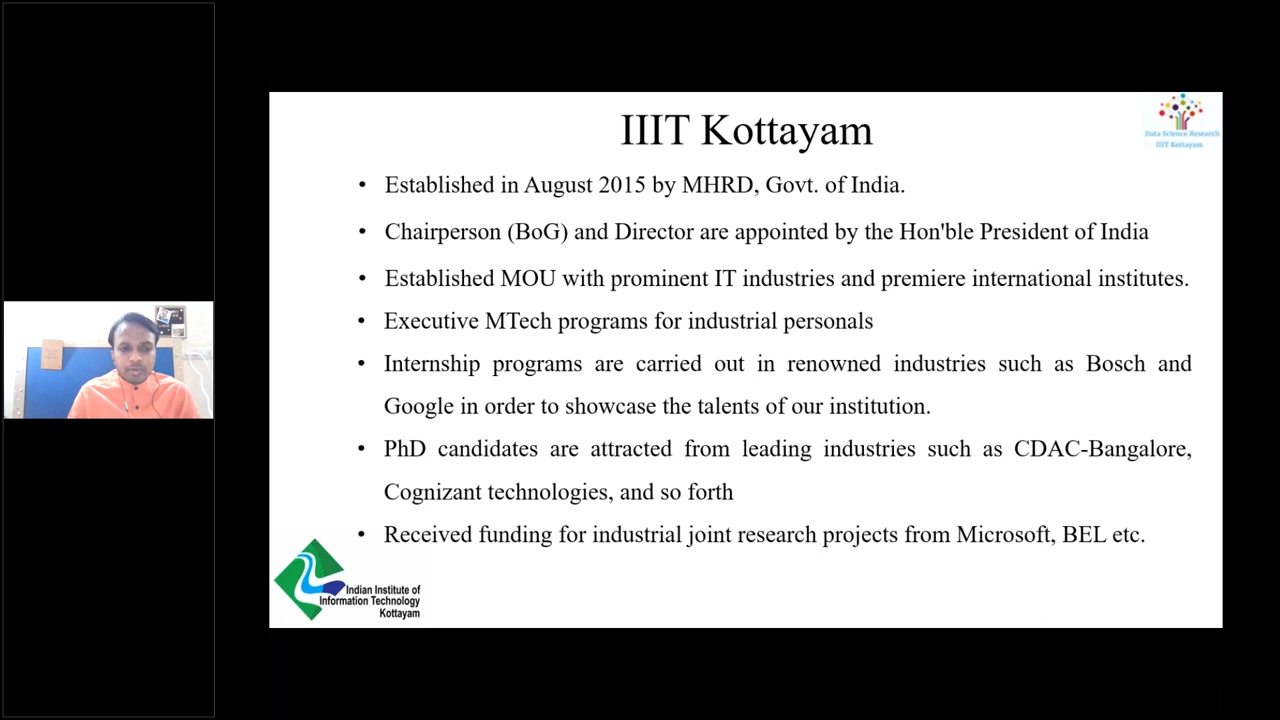 IIIT Kottayam
Data Science Research
IIIT Kottayam
• Established in August 2015 by MHRD, Govt. of India.
• Chairperson (BoG) and Director are appointed by the Hon'ble President of India
• Established MOU with prominent IT industries and premiere international institutes.
• Executive MTech programs for industrial personals
• Internship programs are carried out in renowned industries such as Bosch and
Google in order to showcase the talents of our institution.
• PhD candidates are attracted from leading industries such as CDAC-Bangalore,
Cognizant technologies, and so forth
• Received funding for industrial joint research projects from Microsoft, BEL etc.
Indian Institute of
Information Technology
Kottayam